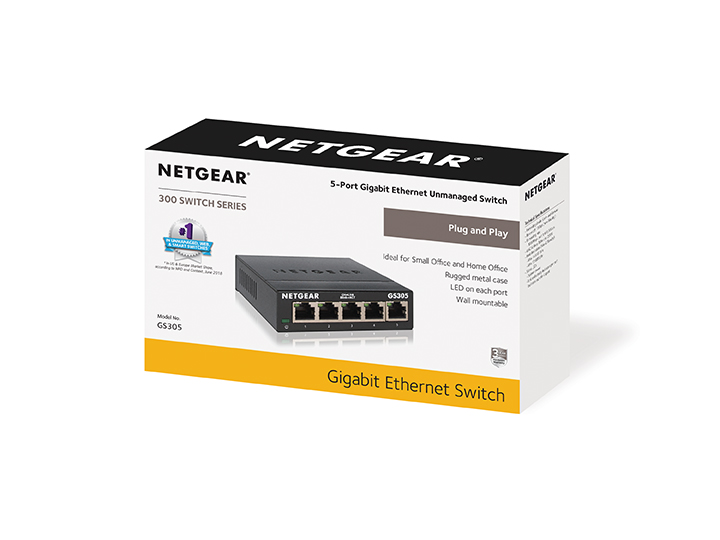 NETGEAR®
NETGEAR®
300 SWITCH SERIES
#1
IN UNMANAGED, WEB,
& SMART SWITCHES
* In US & Europe Market Share,
according to NPD and Context, June 2018
Model No:
GS305
5-Port Gigabit Ethernet Unmanaged Switch
Plug and Play
Ideal for Small Office and Home Office
Rugged metal case
LED on each port
Wall mountable
NETGEAR
GS305
1 2 3 4 5
Gigabit Ethernet Switch
NETGEAR®